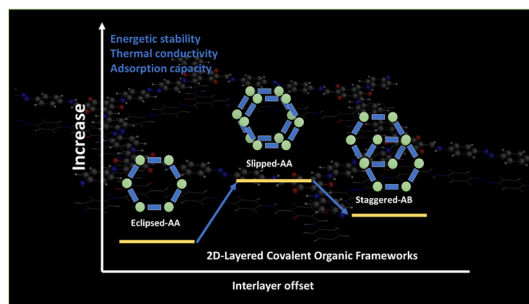 Energetic stability
Thermal conductivity
Adsorption capacity
Increase
Slipped-AA
Staggered-AB
Eclipsed-AA
2D-Layered Covalent Organic Frameworks
Interlayer offset